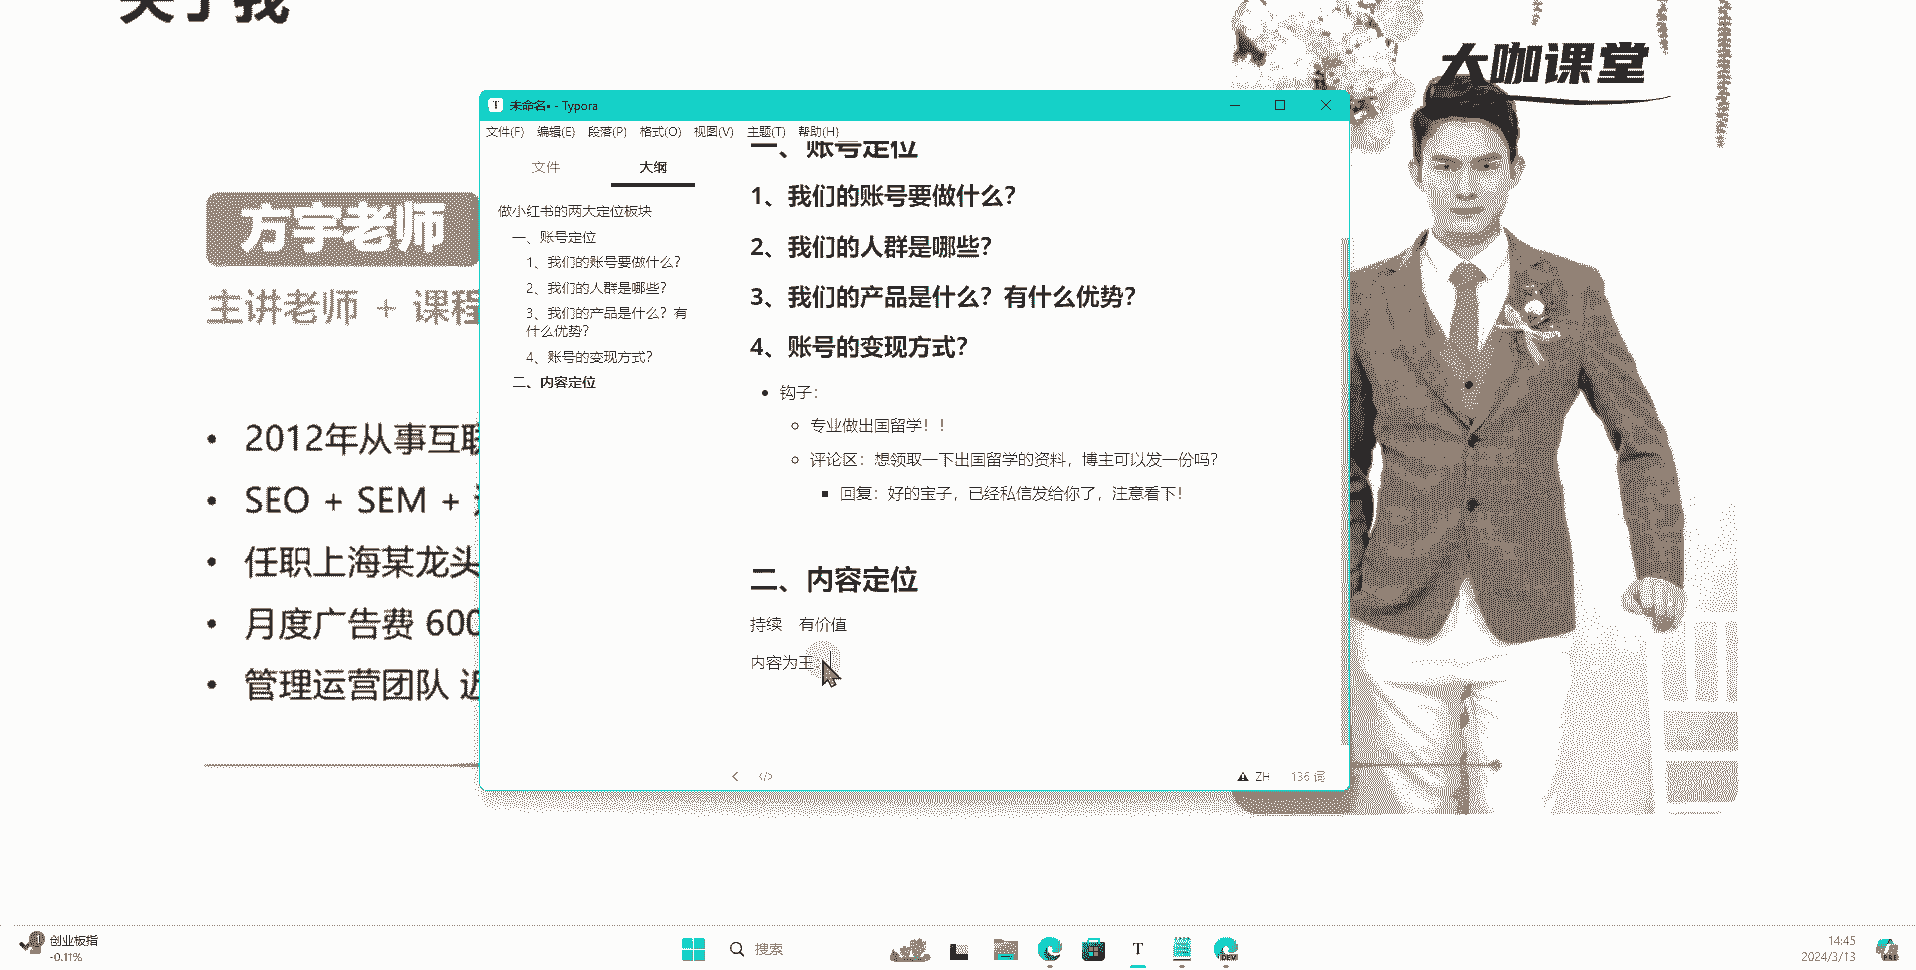 关于我
大咖课堂
方宇老师
主讲老师 + 课程
2012年从事互联
SEO + SEM +
任职上海某龙头
月度广告费 600
管理运营团队 近
未命名• - Typora
文件(F) 编辑(E) 段落(P) 格式(O) 视图(V) 主题(T) 帮助(H)
文件 大纲
做小红书的两大定位板块
一、账号定位
1、我们的账号要做什么？
2、我们的人群是哪些？
3、我们的产品是什么？有
什么优势？
4、账号的变现方式？
二、内容定位
一、账号定位
1、我们的账号要做什么？
2、我们的人群是哪些？
3、我们的产品是什么？有什么优势？
4、账号的变现方式？
钩子：
专业做出国留学！！
评论区：想领取一下出国留学的资料，博主可以发一份吗？
回复：好的宝子，已经私信发给你了，注意看下！
二、内容定位
持续 有价值
内容为王
</> ZH 136 词
创业板指
-0.11%
搜索
14:45
2024/3/13